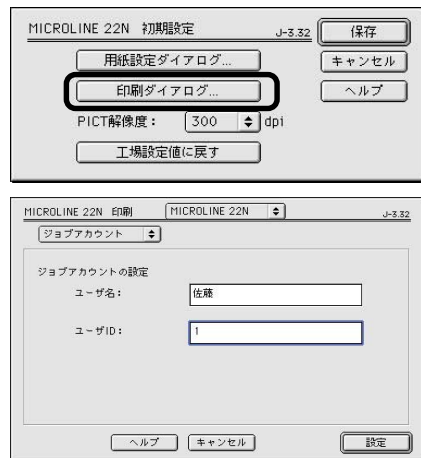 MICROLINE 22N 初期設定 J-3.32 保存
用紙設定ダイアログ... キャンセル
印刷ダイアログ... ヘルプ
PICT解像度： 300 dpi
工場設定値に戻す
MICROLINE 22N 印刷 MICROLINE 22N J-3.32
ジョブアカウント
ジョブアカウントの設定
ユーザ名： 佐藤
ユーザID： 1
ヘルプ キャンセル 設定